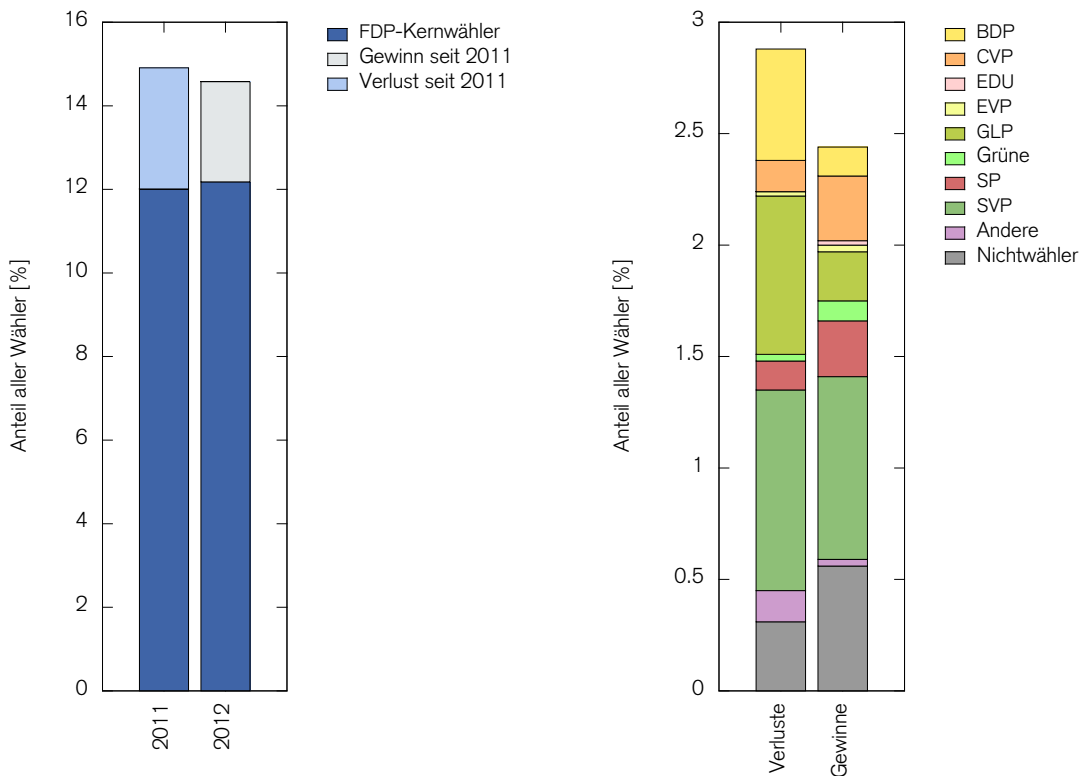 16
14
12
10
8
6
4
2
0
Anteil aller Wähler [%]
2011
2012
FDP-Kernwähler
Gewinn seit 2011
Verlust seit 2011
3
2.5
2
1.5
1
0.5
0
Anteil aller Wähler [%]
Verluste
Gewinne
BDP
CVP
EDU
EVP
GLP
Grüne
SP
SVP
Andere
Nichtwähler